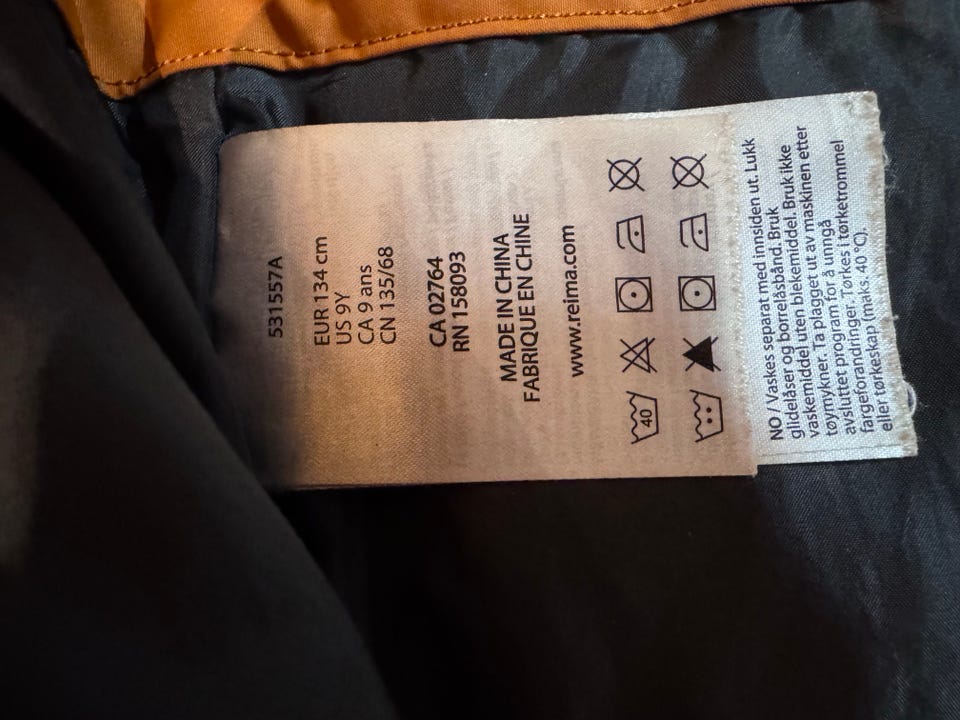 531557A
EUR 134 cm
US 9Y
CA 9 ans
CN 135/68
CA 02764
RN 158093
MADE IN CHINA
FABRIQUE EN CHINE
www.reima.com
40
NO / Vaskes separat med innsiden ut. Lukk
glidelåser og borrelåsbånd. Bruk
vaskemiddel uten blekemiddel. Bruk ikke
tøymykner. Ta plagget ut av maskinen etter
avsluttet program for å unngå
fargeforandringer. Tørkes i tørketrommel
eller tørkeskap (maks. 40 °C).